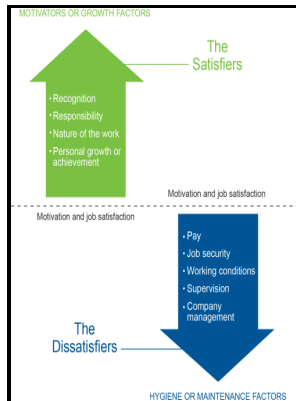 MOTIVATORS OR GROWTH FACTORS
The
Satisfiers
• Recognition
• Responsibility
• Nature of the work
• Personal growth or
achievement
Motivation and job satisfaction
Motivation and job satisfaction
• Pay
• Job security
• Working conditions
• Supervision
• Company
management
The
Dissatisfiers
HYGIENE OR MAINTENANCE FACTORS